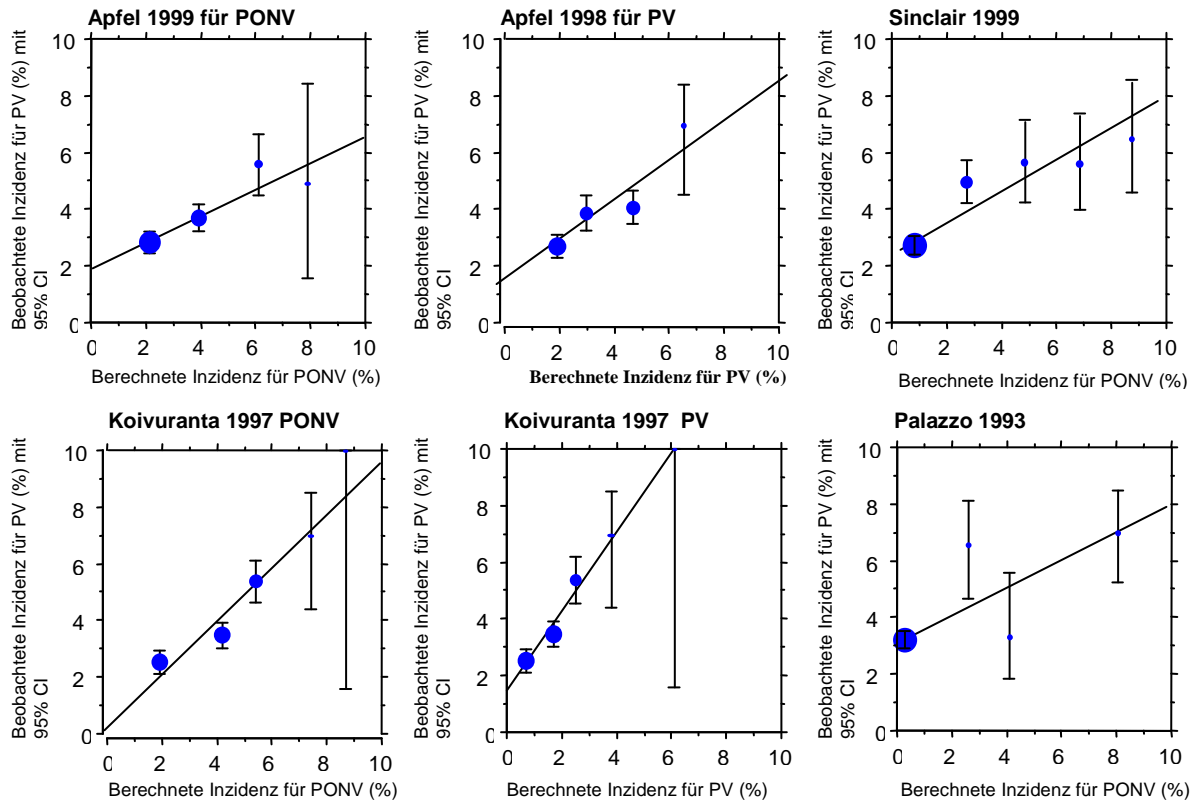 Apfel 1999 für PONV
Beobachtete Inzidenz für PV (%) mit
95% CI
10
8
6
4
2
0
0 2 4 6 8 10
Berechnete Inzidenz für PONV (%)
Apfel 1998 für PV
Beobachtete Inzidenz für PV (%) mit
95% CI
10
8
6
4
2
0
0 2 4 6 8 10
Berechnete Inzidenz für PV (%)
Sinclair 1999
Beobachtete Inzidenz für PV (%) mit
95% CI
10
8
6
4
2
0
0 2 4 6 8 10
Berechnete Inzidenz für PONV (%)
Koivuranta 1997 PONV
Beobachtete Inzidenz für PV (%) mit
95% CI
10
8
6
4
2
0
0 2 4 6 8 10
Berechnete Inzidenz für PONV (%)
Koivuranta 1997 PV
Beobachtete Inzidenz für PV (%) mit
95% CI
10
8
6
4
2
0
0 2 4 6 8 10
Berechnete Inzidenz für PV (%)
Palazzo 1993
Beobachtete Inzidenz für PV (%) mit
95% CI
10
8
6
4
2
0
0 2 4 6 8 10
Berechnete Inzidenz für PONV (%)